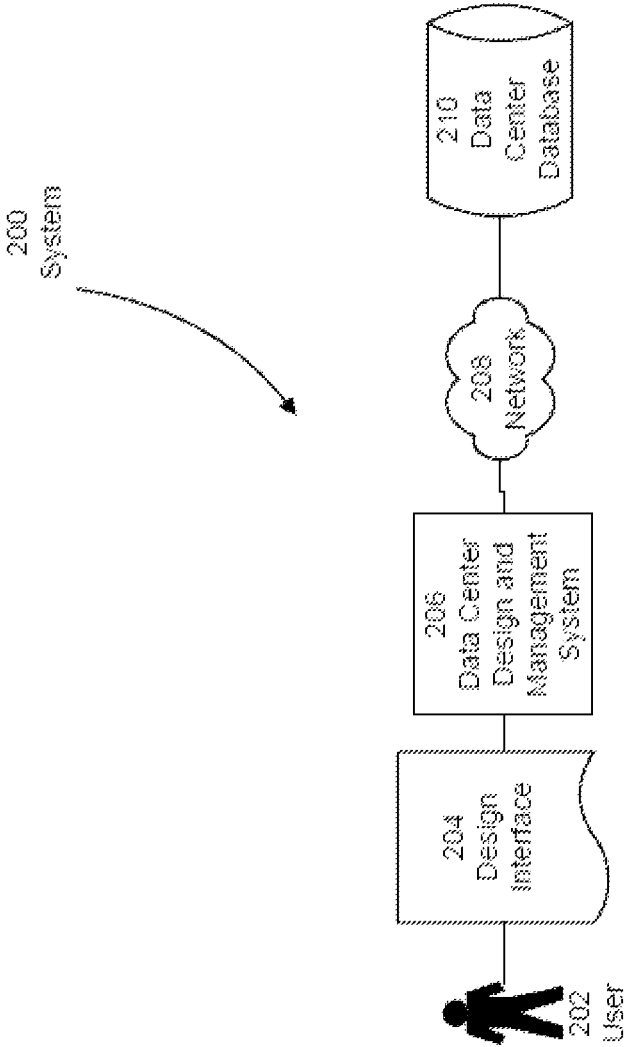 200
System
202
User
204
Design
Interface
206
Data Center
Design and
Management
System
208
Network
210
Data
Center
Database